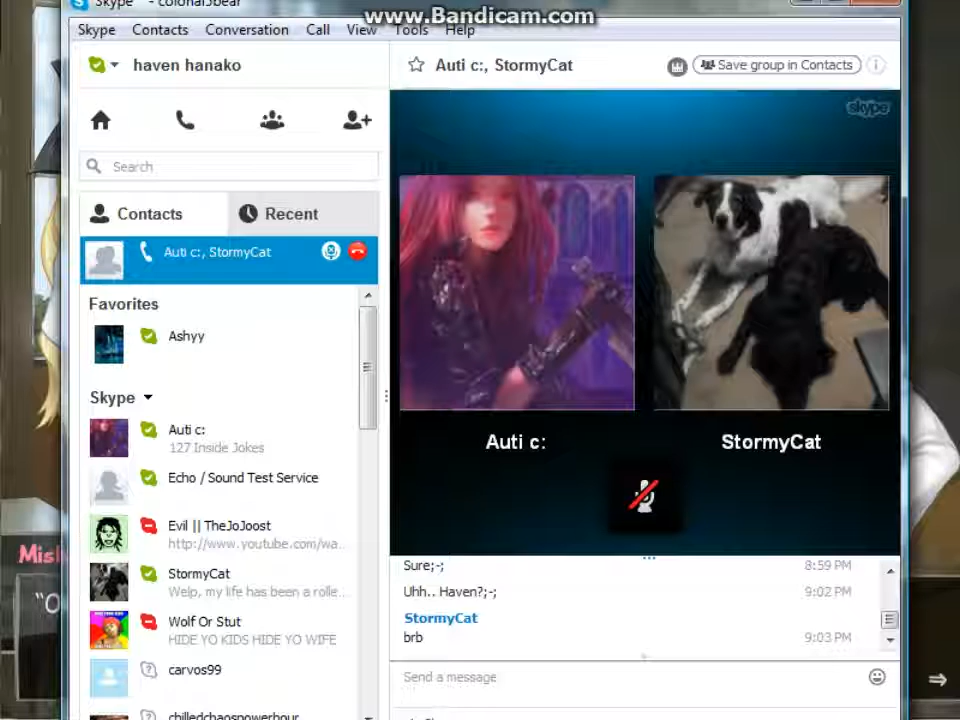 Skype - colonal5bear
www.Bandicam.com
Skype Contacts Conversation Call View Tools Help
haven hanako
Auti c:, StormyCat
Save group in Contacts
skype
Search
Contacts
Recent
Auti c:, StormyCat
Favorites
Ashyy
Skype
Auti c:
127 Inside Jokes
Echo / Sound Test Service
Evil || TheJoJoost
http://www.youtube.com/wa...
StormyCat
Welp, my life has been a rolle...
Wolf Or Stut
HIDE YO KIDS HIDE YO WIFE
carvos99
chilledchaospowerhour
Auti c:
StormyCat
Sure;-; 8:59 PM
Uhh.. Haven?;-; 9:02 PM
StormyCat
brb 9:03 PM
Send a message
Mish
"O